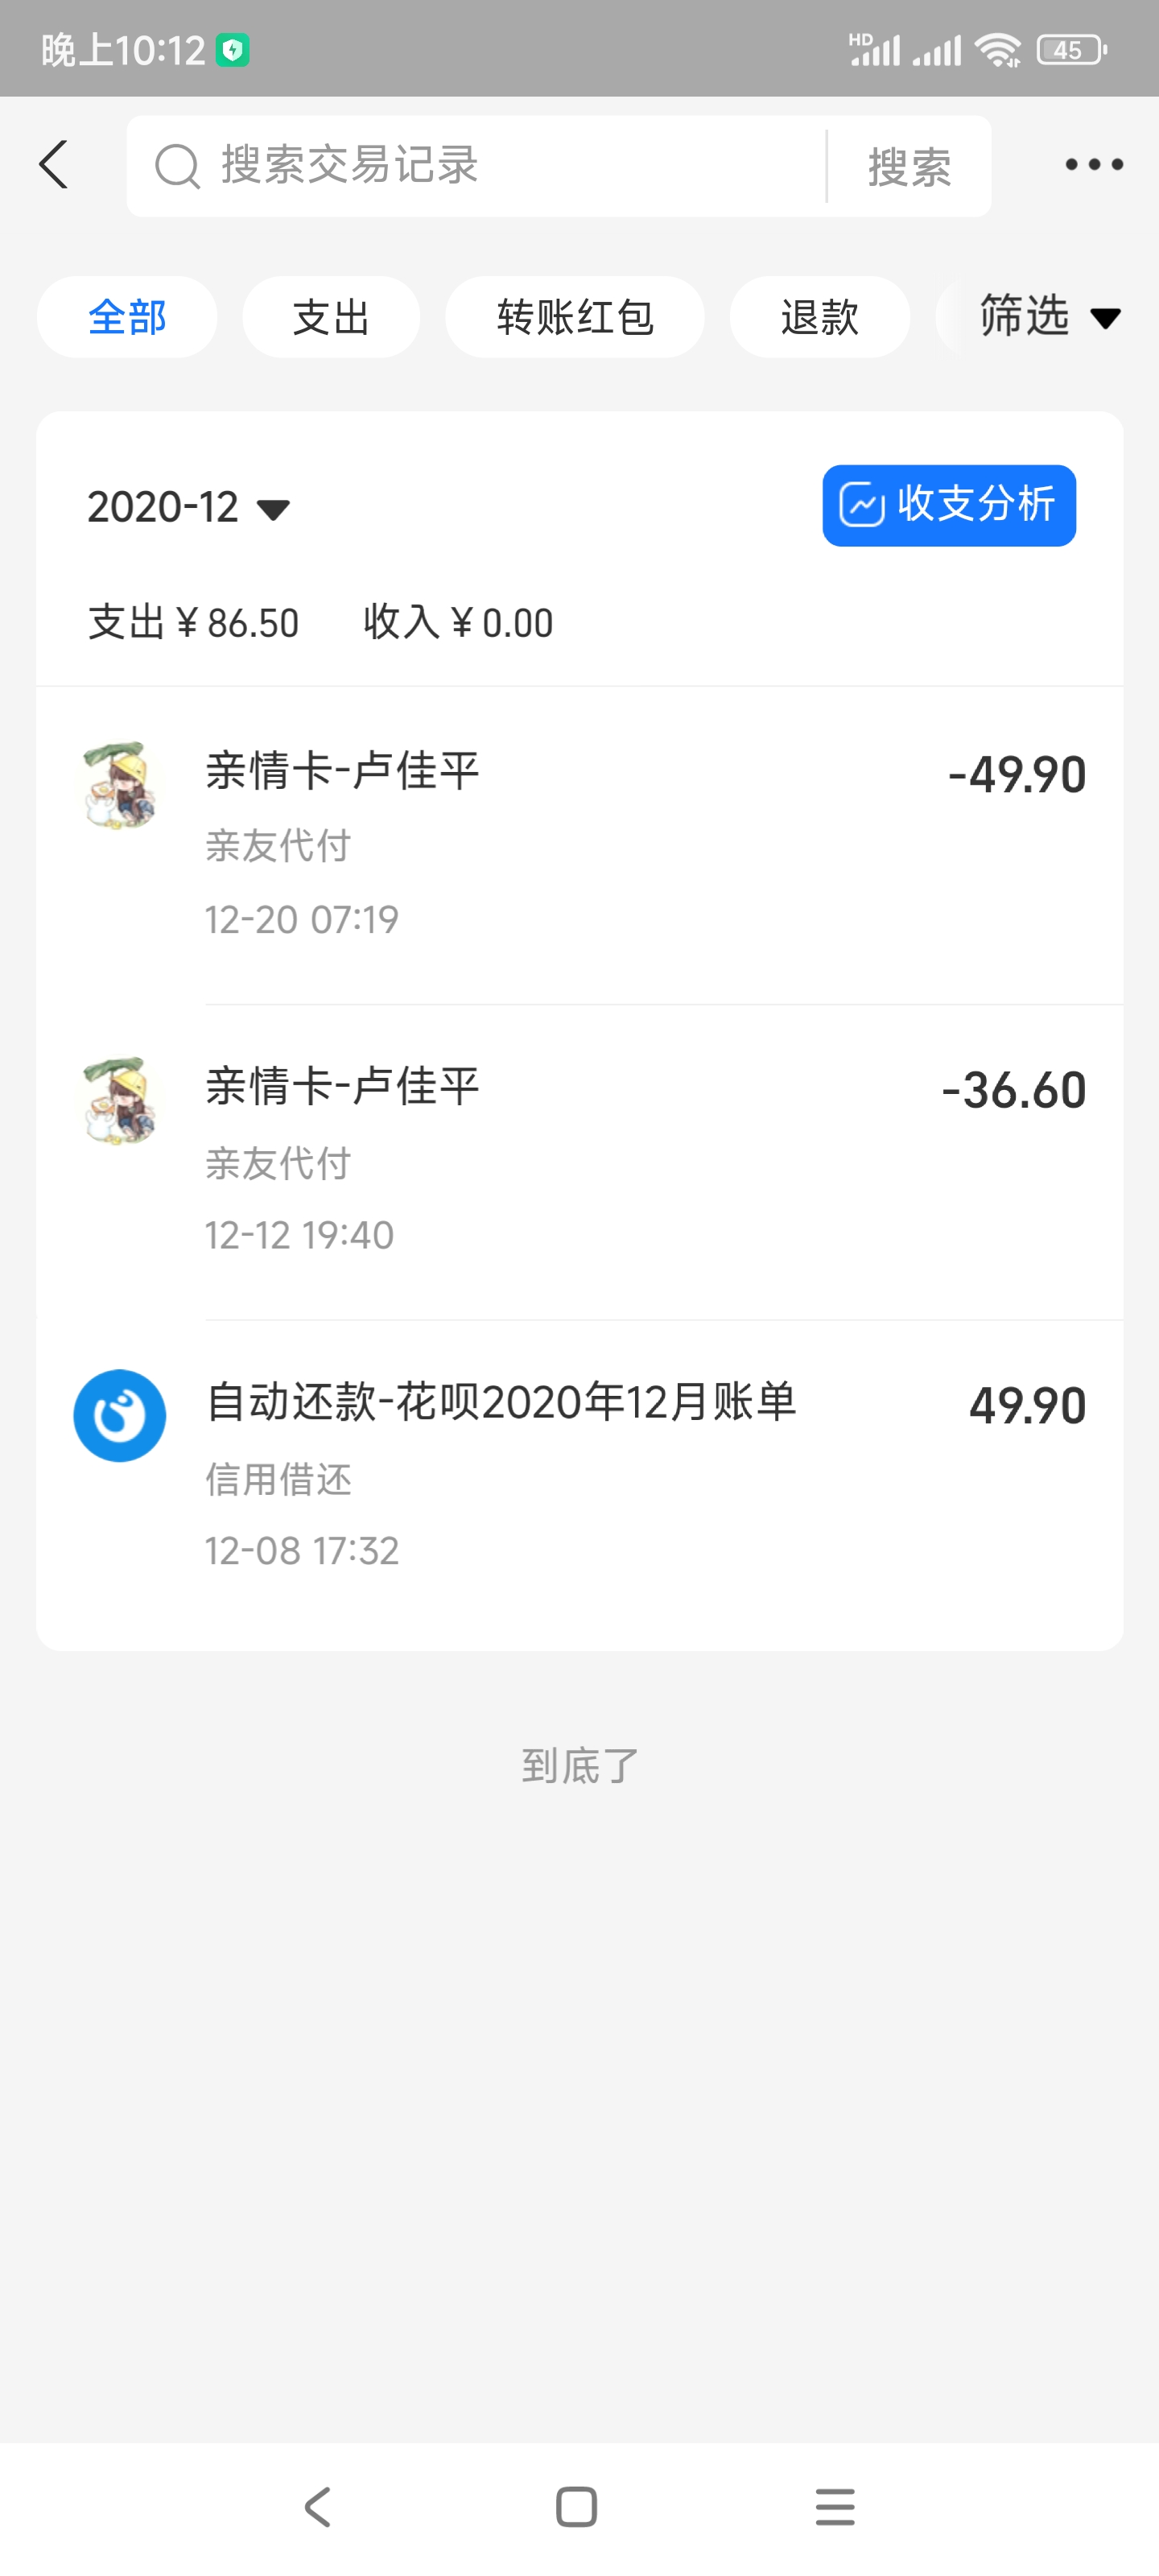 晚上10:12
HD
45
搜索交易记录
搜索
全部
支出
转账红包
退款
筛选
2020-12
收支分析
支出¥86.50 收入¥0.00
亲情卡-卢佳平
-49.90
亲友代付
12-20 07:19
亲情卡-卢佳平
-36.60
亲友代付
12-12 19:40
自动还款-花呗2020年12月账单
49.90
信用借还
12-08 17:32
到底了